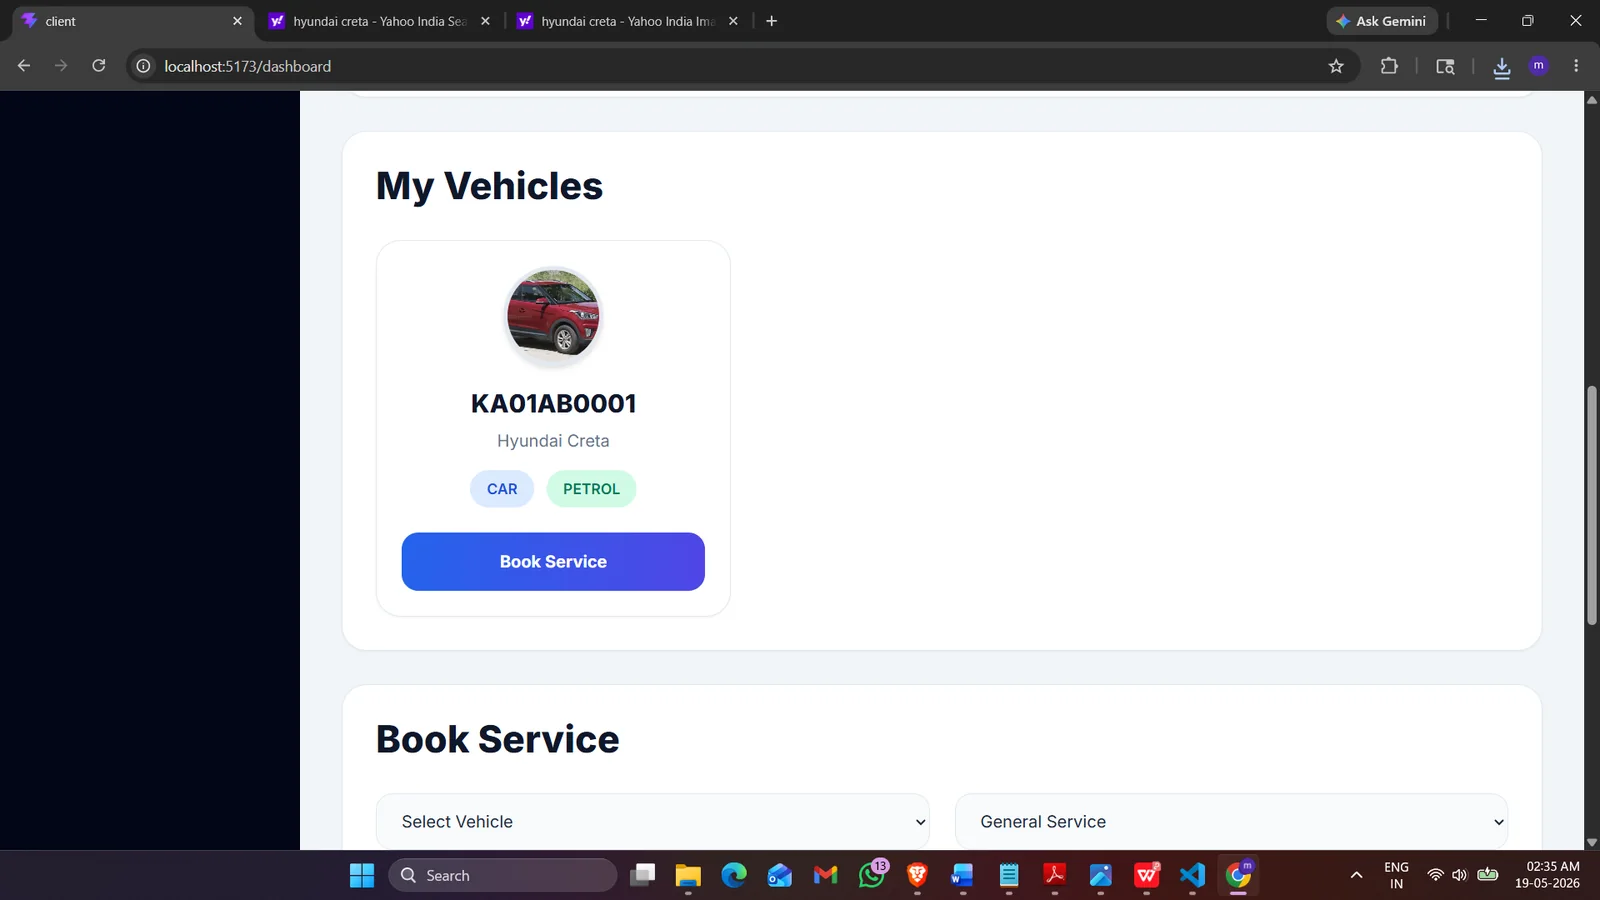 client
hyundai creta - Yahoo India Sea
hyundai creta - Yahoo India Ima
Ask Gemini
localhost:5173/dashboard
m
My Vehicles
KA01AB0001
Hyundai Creta
CAR
PETROL
Book Service
Book Service
Select Vehicle
General Service
Search
13
m
ENG
IN
02:35 AM
19-05-2026